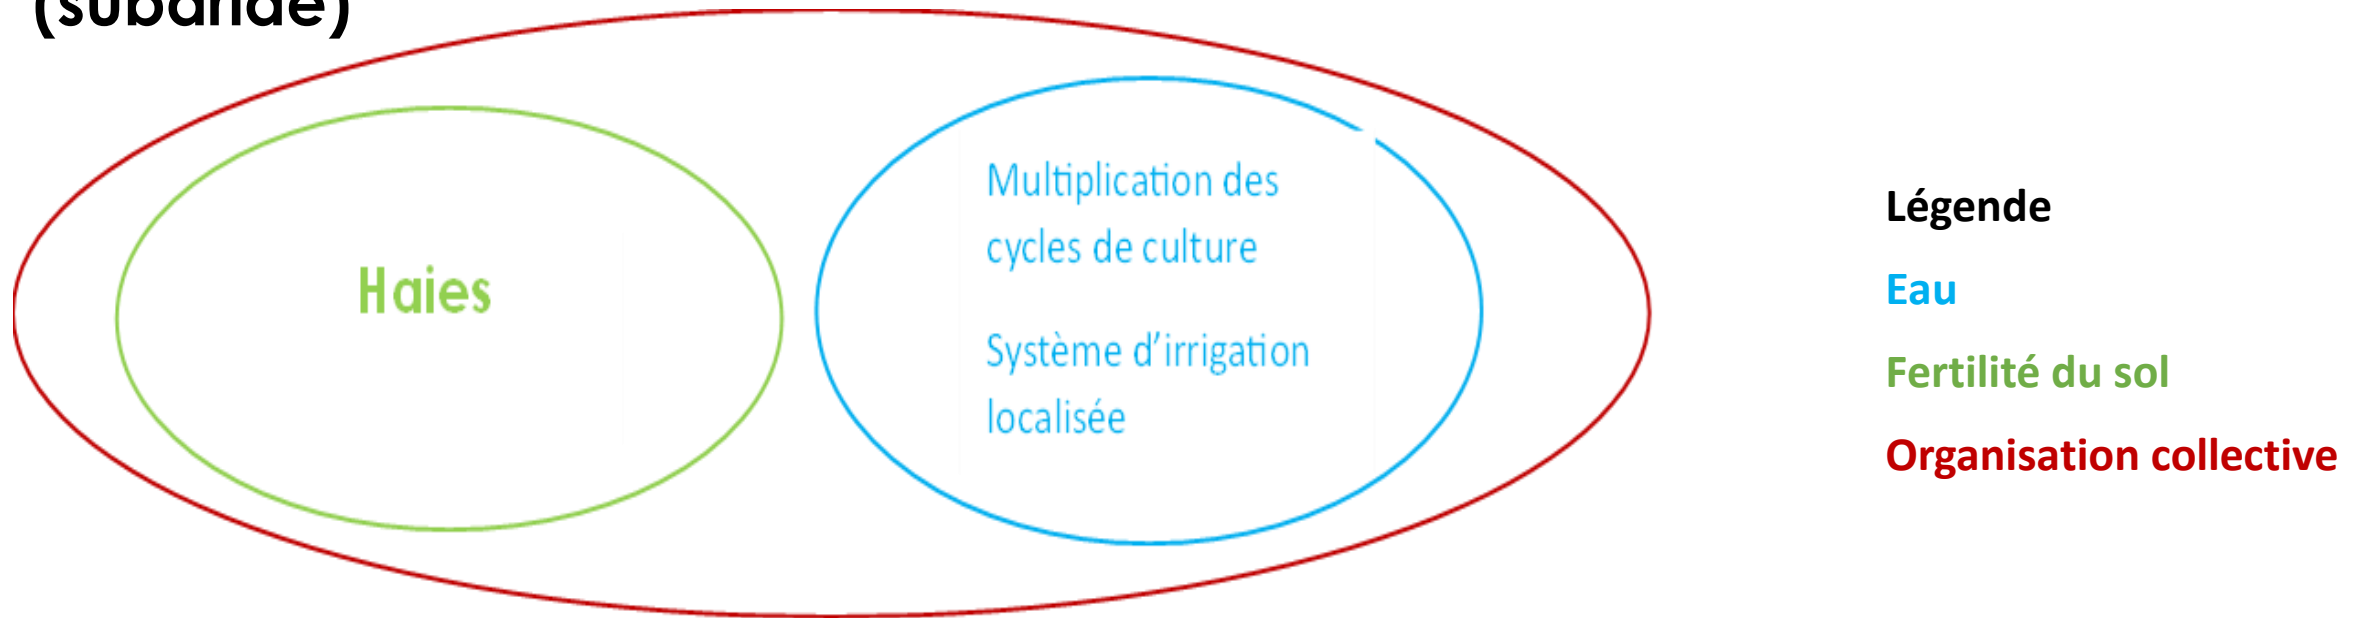 (subaride)
Haies
Multiplication des
cycles de culture
Système d'irrigation
localisée
Légende
Eau
Fertilité du sol
Organisation collective